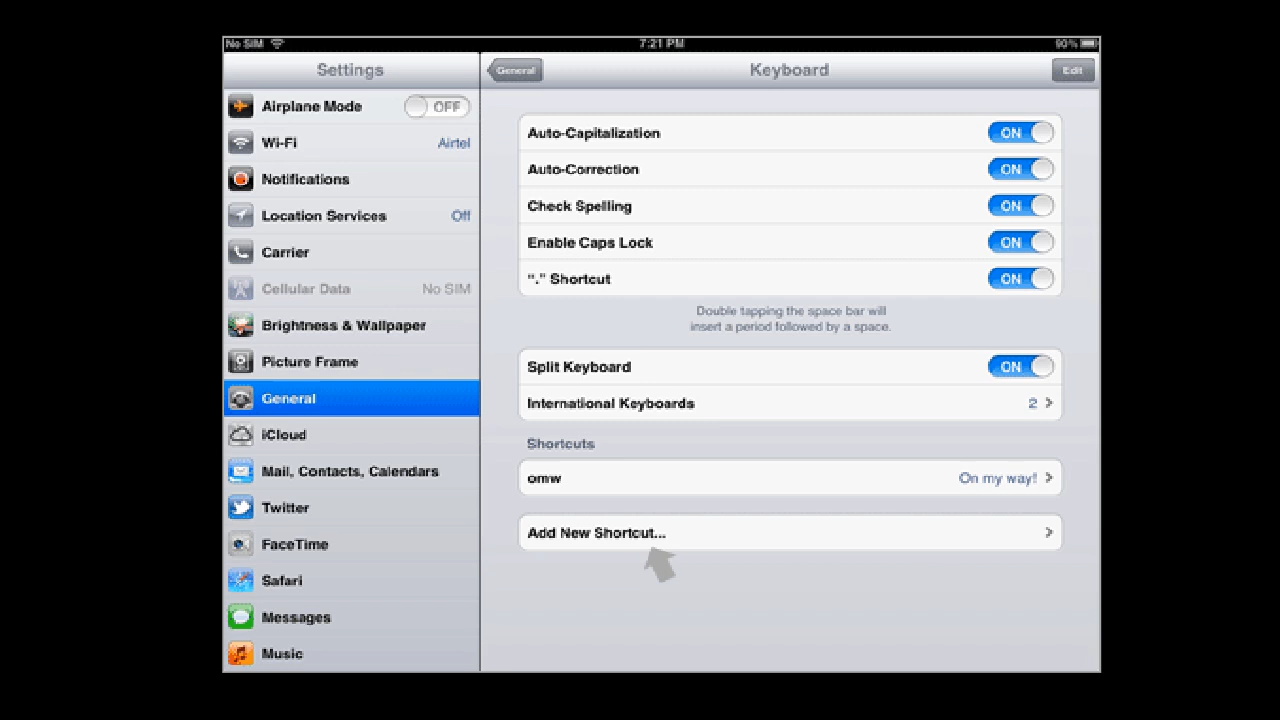 No SIM 7:21 PM 90%
Settings
General Keyboard Edit
Airplane Mode OFF
Wi-Fi Airtel
Notifications
Location Services Off
Carrier
Cellular Data No SIM
Brightness & Wallpaper
Picture Frame
General
iCloud
Mail, Contacts, Calendars
Twitter
FaceTime
Safari
Messages
Music
Auto-Capitalization ON
Auto-Correction ON
Check Spelling ON
Enable Caps Lock ON
“.” Shortcut ON
Double tapping the space bar will
insert a period followed by a space.
Split Keyboard ON
International Keyboards 2
Shortcuts
omw On my way!
Add New Shortcut...